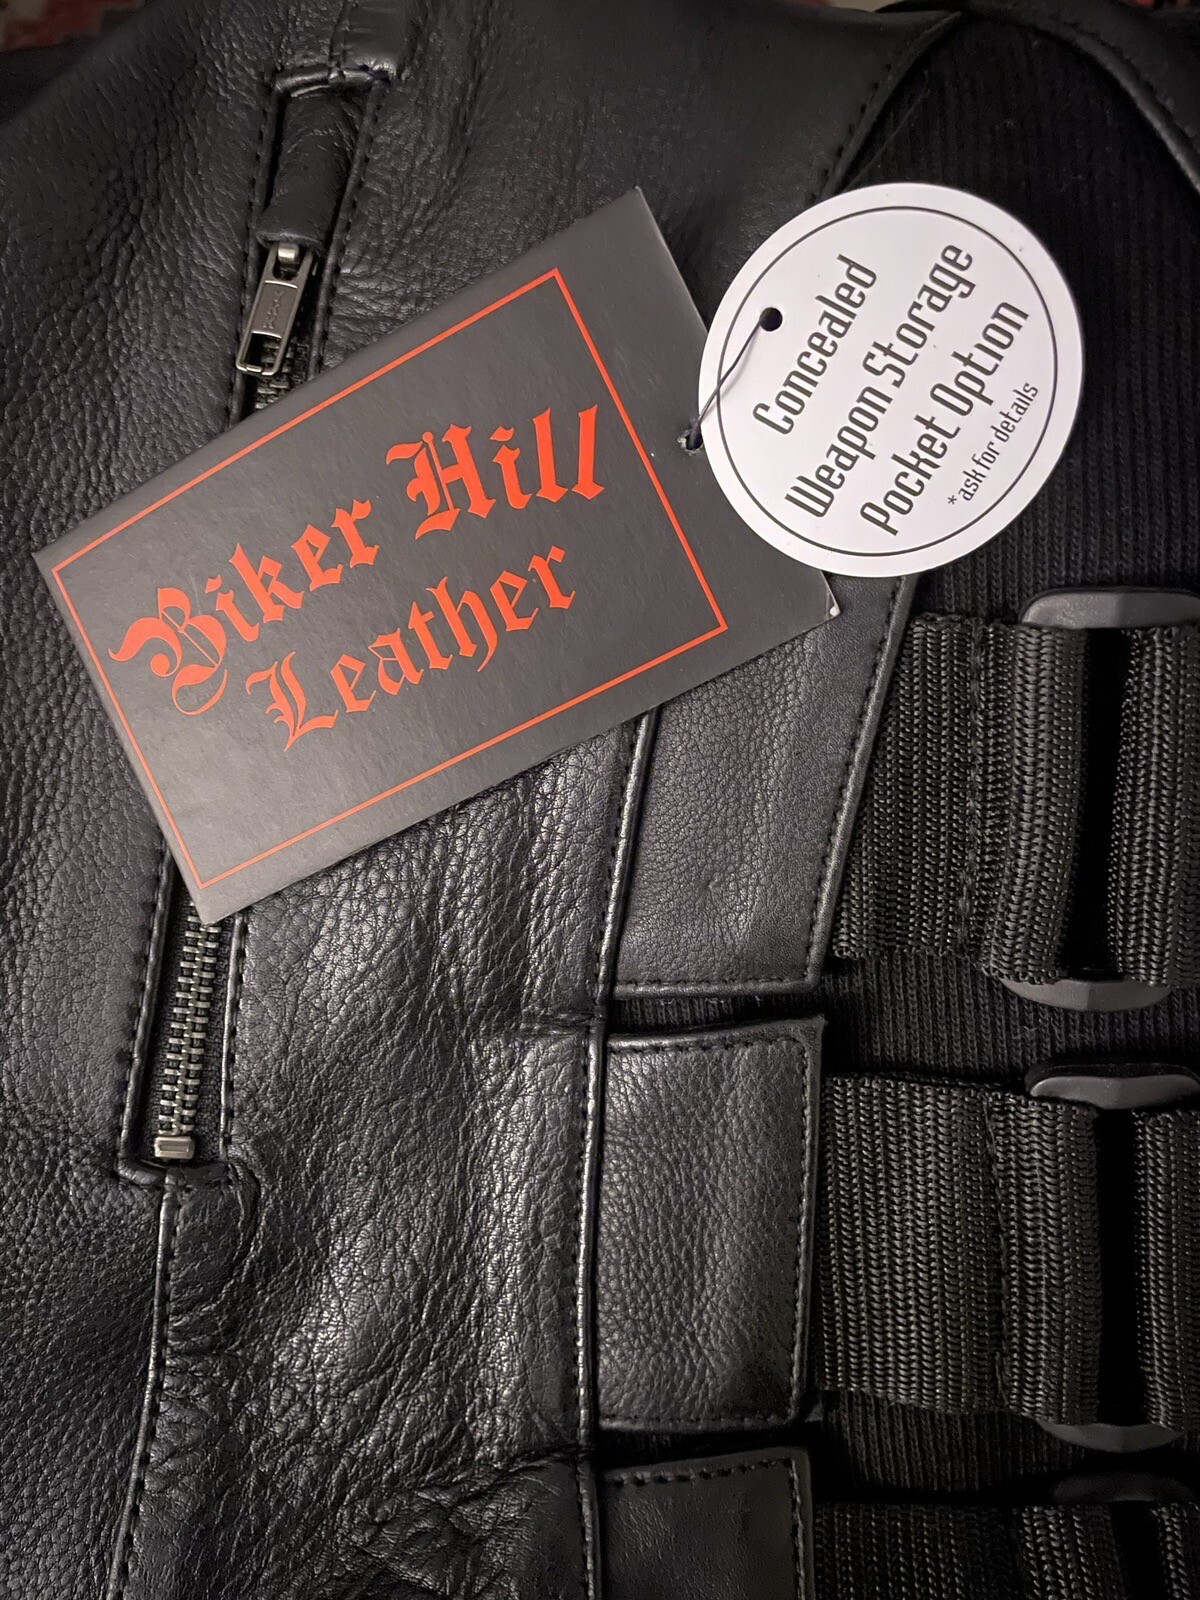 Biker Hill
Leather
Concealed
Weapon Storage
Pocket Option
* ask for details